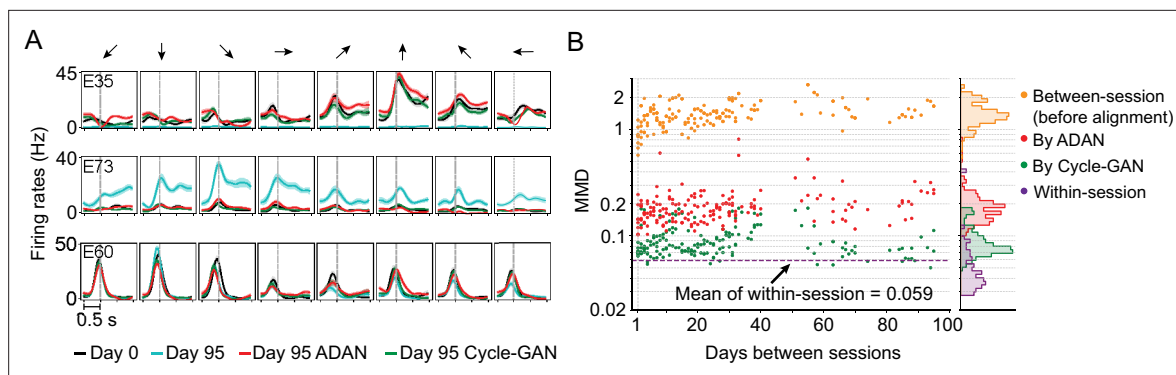 A
E35
45
0
E73
40
0
E60
50
0
Firing rates (Hz)
0.5 s
Day 0
Day 95
Day 95 ADAN
Day 95 Cycle-GAN
B
MMD
2
1
0.2
0.1
0.02
Mean of within-session = 0.059
1
20
40
60
80
100
Days between sessions
Between-session
(before alignment)
By ADAN
By Cycle-GAN
Within-session